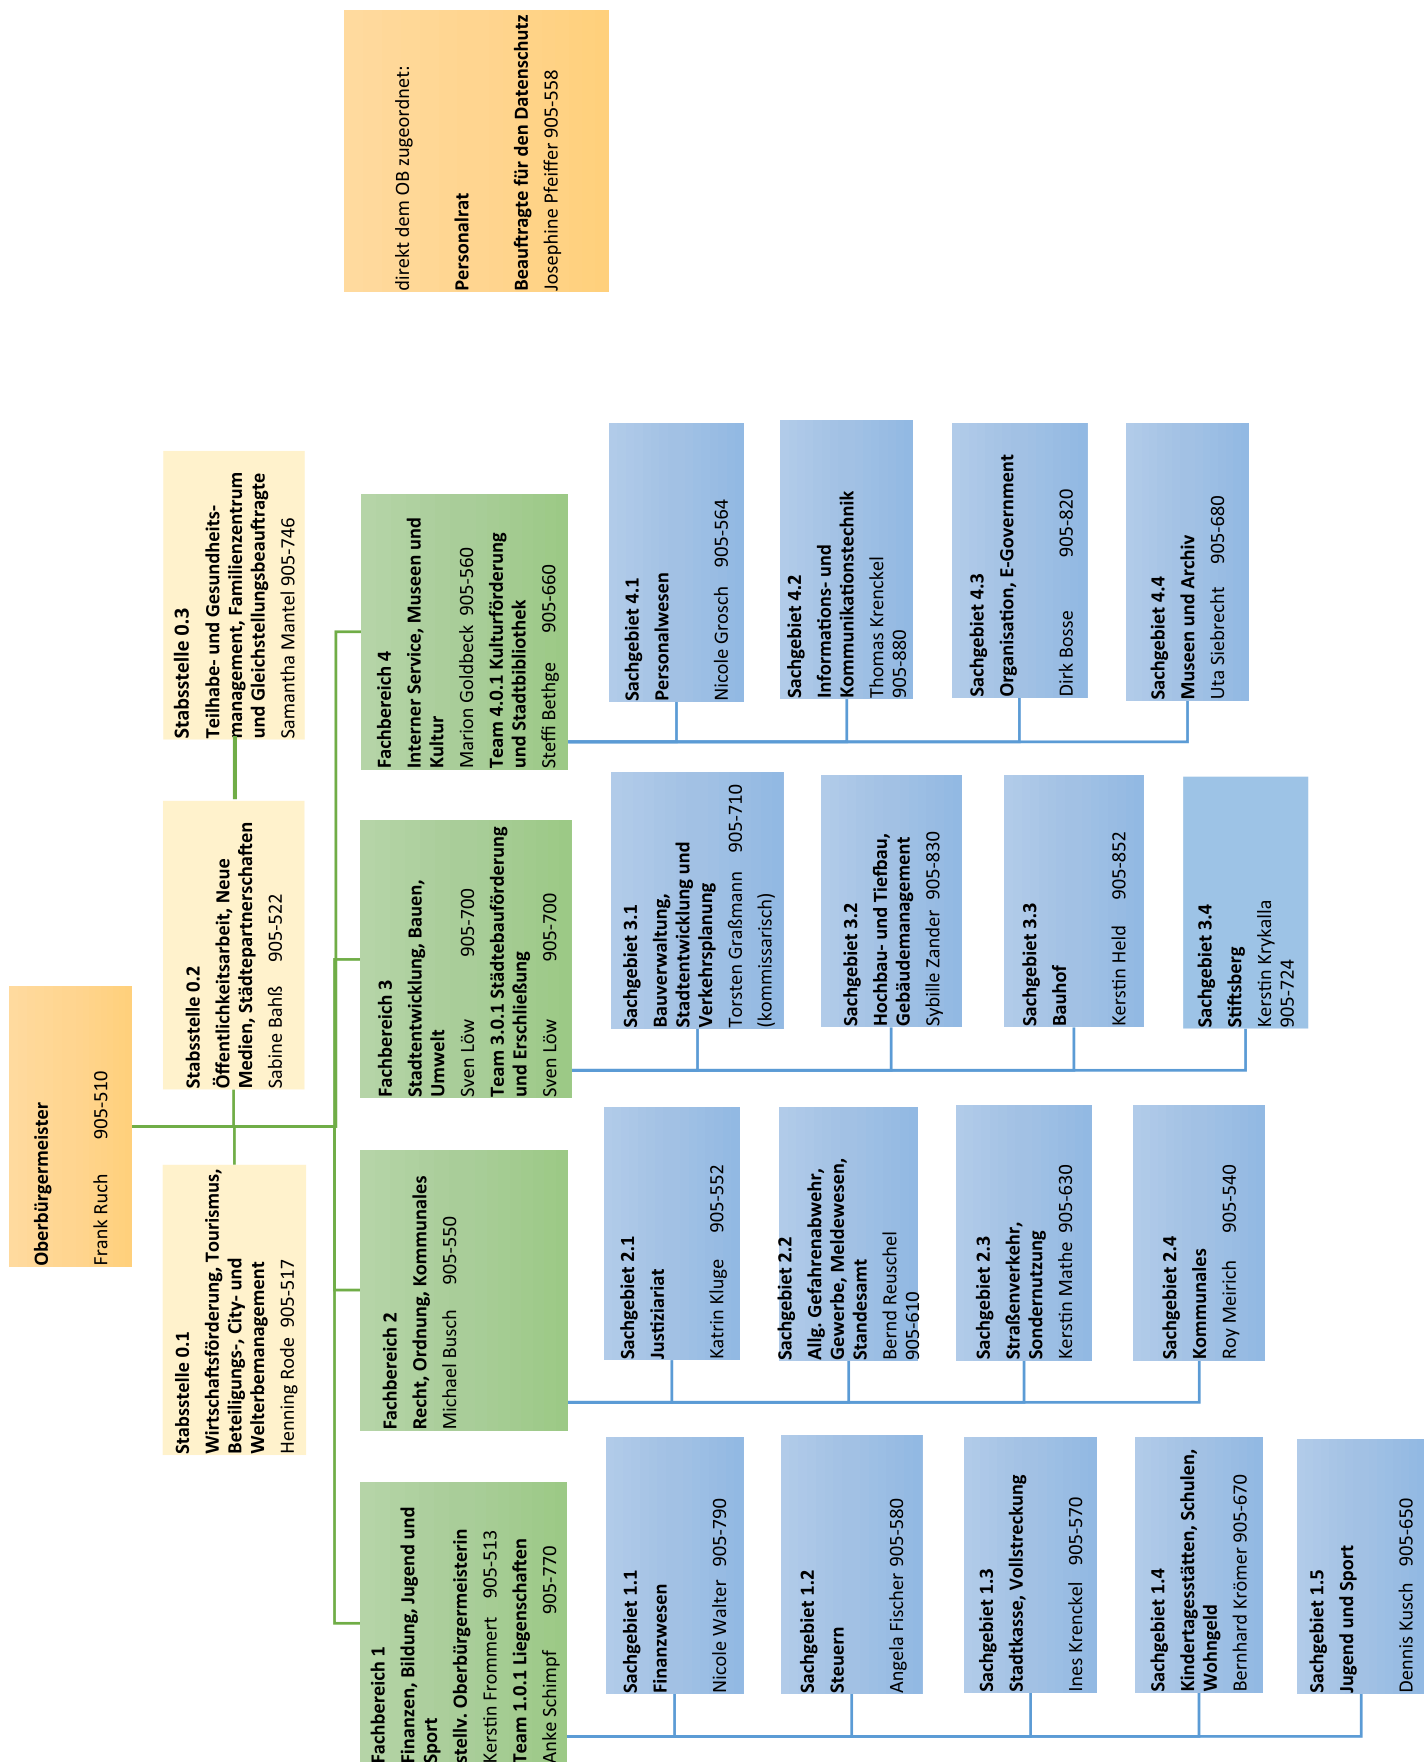 Oberbürgermeister
Frank Ruch 905-510
Stabsstelle 0.1
Wirtschaftsförderung, Tourismus,
Beteiligungs-, City- und
Welterbemanagement
Henning Rode 905-517
Stabsstelle 0.2
Öffentlichkeitsarbeit, Neue
Medien, Städtepartnerschaften
Sabine Bahß 905-522
Stabsstelle 0.3
Teilhabe- und Gesundheits-
management, Familienzentrum
und Gleichstellungsbeauftragte
Samantha Mantel 905-746
direkt dem OB zugeordnet:
Personalrat
Beauftragte für den Datenschutz
Josephine Pfeiffer 905-558
Fachbereich 1
Finanzen, Bildung, Jugend und
Sport
stellv. Oberbürgermeisterin
Kerstin Frommert 905-513
Team 1.0.1 Liegenschaften
Anke Schimpf 905-770
Fachbereich 2
Recht, Ordnung, Kommunales
Michael Busch 905-550
Fachbereich 3
Stadtentwicklung, Bauen,
Umwelt
Sven Löw 905-700
Team 3.0.1 Städtebauförderung
und Erschließung
Sven Löw 905-700
Fachbereich 4
Interner Service, Museen und
Kultur
Marion Goldbeck 905-560
Team 4.0.1 Kulturförderung
und Stadtbibliothek
Steffi Bethge 905-660
Sachgebiet 1.1
Finanzwesen
Nicole Walter 905-790
Sachgebiet 1.2
Steuern
Angela Fischer 905-580
Sachgebiet 1.3
Stadtkasse, Vollstreckung
Ines Krenckel 905-570
Sachgebiet 1.4
Kindertagesstätten, Schulen,
Wohngeld
Bernhard Krömer 905-670
Sachgebiet 1.5
Jugend und Sport
Dennis Kusch 905-650
Sachgebiet 2.1
Justiziariat
Katrin Kluge 905-552
Sachgebiet 2.2
Allg. Gefahrenabwehr,
Gewerbe, Meldewesen,
Standesamt
Bernd Reuschel
905-610
Sachgebiet 2.3
Straßenverkehr,
Sondernutzung
Kerstin Mathe 905-630
Sachgebiet 2.4
Kommunales
Roy Meirich 905-540
Sachgebiet 3.1
Bauverwaltung,
Stadtentwicklung und
Verkehrsplanung
Torsten Graßmann 905-710
(kommissarisch)
Sachgebiet 3.2
Hochbau- und Tiefbau,
Gebäudemanagement
Sybille Zander 905-830
Sachgebiet 3.3
Bauhof
Kerstin Held 905-852
Sachgebiet 3.4
Stiftsberg
Kerstin Krykalla
905-724
Sachgebiet 4.1
Personalwesen
Nicole Grosch 905-564
Sachgebiet 4.2
Informations- und
Kommunikationstechnik
Thomas Krenckel
905-880
Sachgebiet 4.3
Organisation, E-Government
Dirk Bosse 905-820
Sachgebiet 4.4
Museen und Archiv
Uta Siebrecht 905-680